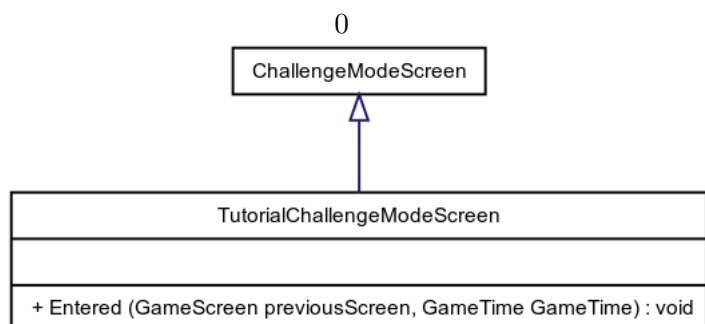 0
ChallengeModeScreen
TutorialChallengeModeScreen
+ Entered (GameScreen previousScreen, GameTime GameTime) : void